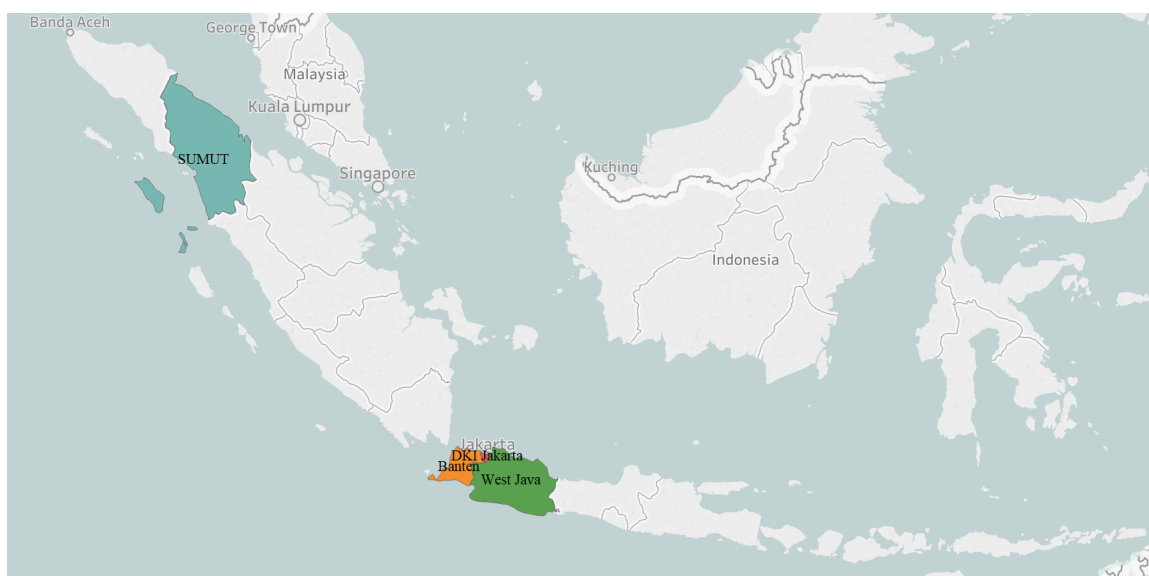 Banda Aceh
George Town
Malaysia
Kuala Lumpur
SUMUT
Singapore
Kuching
Indonesia
Jakarta
DKI Jakarta
Banten
West Java